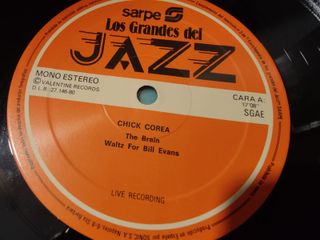 sarpe
Los Grandes del
JAZZ
MONO ESTEREO
Ⓒ VALENTINE RECORDS
D.L.B.: 27.146-80
CARA A:
17'08"
SGAE
CHICK COREA
The Brain
Waltz For Bill Evans
LIVE RECORDING